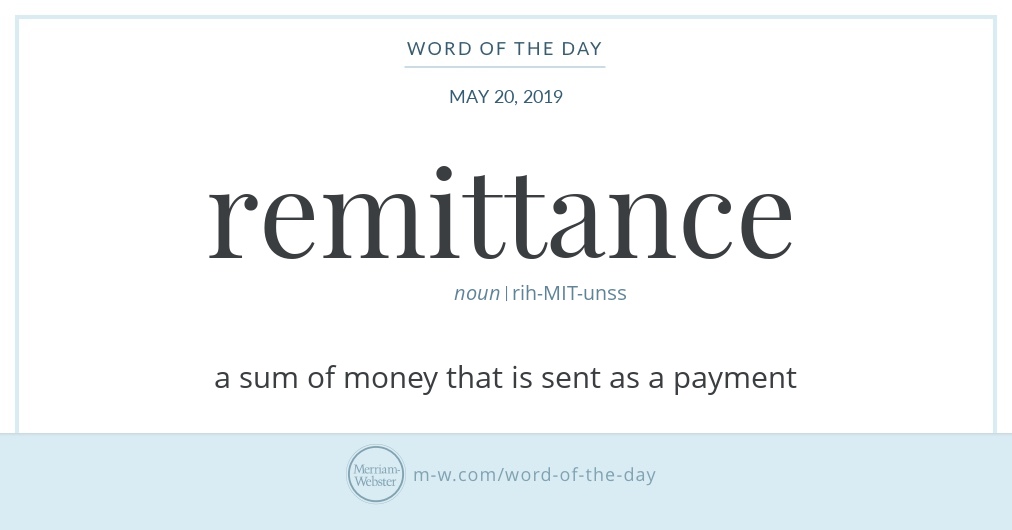 WORD OF THE DAY
MAY 20, 2019
remittance
noun | rih-MIT-unss
a sum of money that is sent as a payment
Merriam-
Webster
m-w.com/word-of-the-day